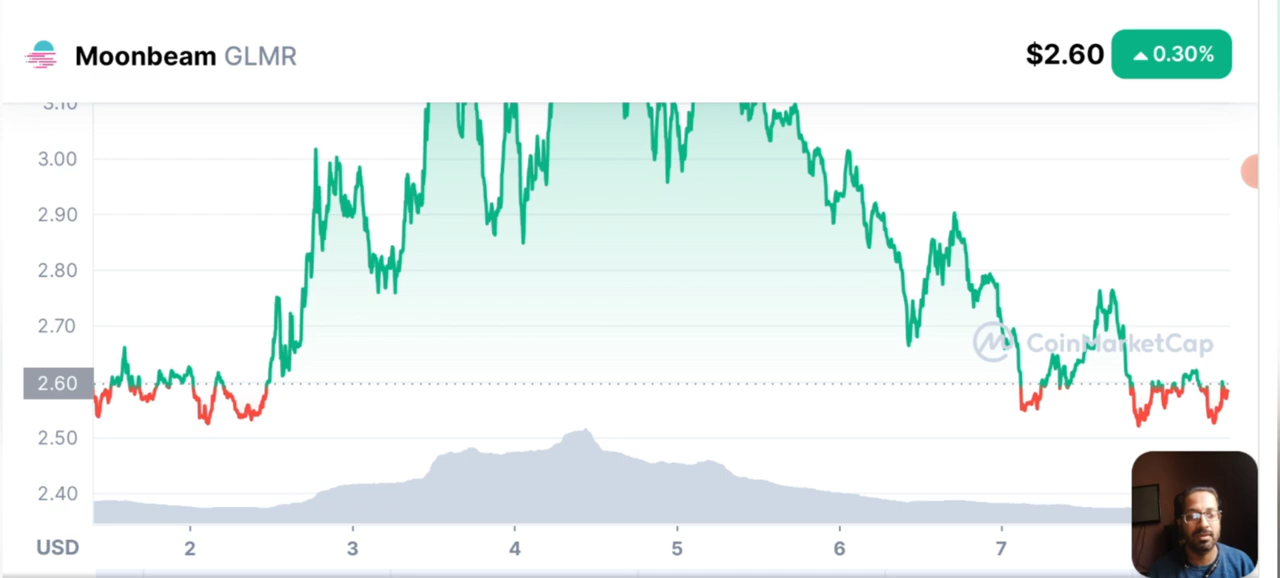 Moonbeam GLMR
$2.60 ▲ 0.30%
3.10
3.00
2.90
2.80
2.70
CoinMarketCap
2.60
2.50
2.40
USD 2 3 4 5 6 7